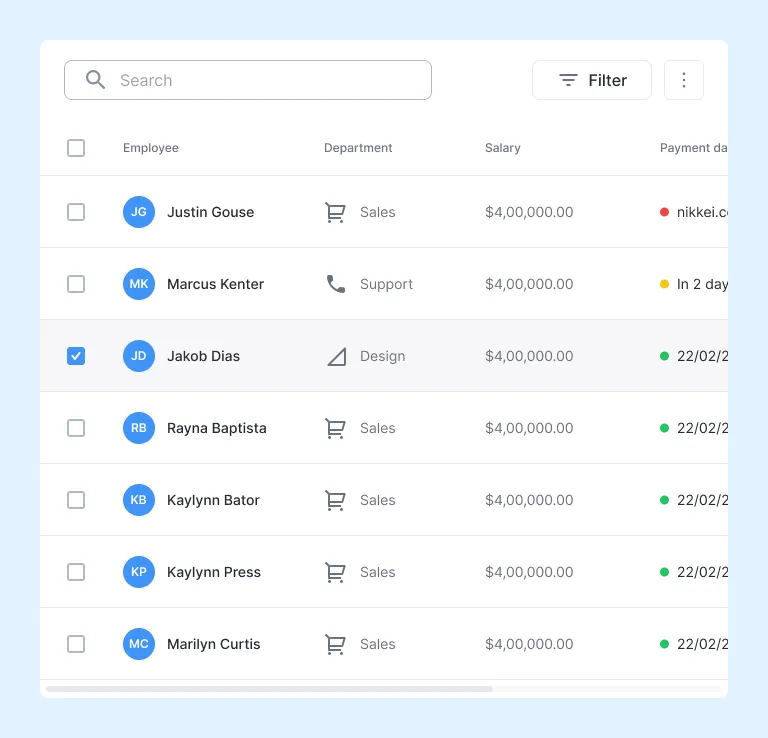 Search
Filter
Employee Department Salary Payment
JG Justin Gouse Sales $4,00,000.00
MK Marcus Kenter Support $4,00,000.00 In 2
JD Jakob Dias Design $4,00,000.00 22/02/2
RB Rayna Baptista Sales $4,00,000.00 22/02/2
KB Kaylynn Bator Sales $4,00,000.00 22/02/2
KP Kaylynn Press Sales $4,00,000.00 22/02/2
MC Marilyn Curtis Sales $4,00,000.00 22/02/2